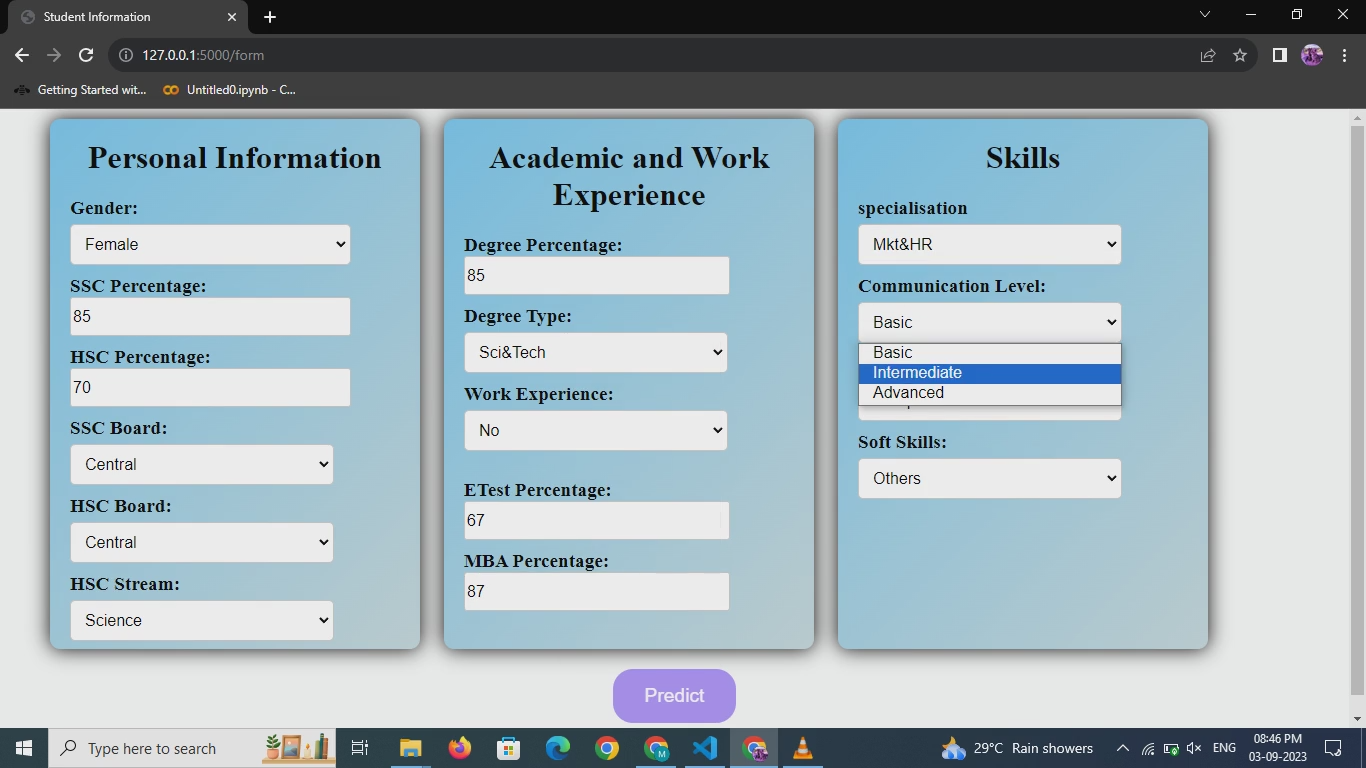 Student Information
127.0.0.1:5000/form
Getting Started wit...
Untitled0.ipynb - C...
Personal Information
Gender:
Female
SSC Percentage:
85
HSC Percentage:
70
SSC Board:
Central
HSC Board:
Central
HSC Stream:
Science
Academic and Work
Experience
Degree Percentage:
85
Degree Type:
Sci&Tech
Work Experience:
No
ETest Percentage:
67
MBA Percentage:
87
Skills
specialisation
Mkt&HR
Communication Level:
Basic
Basic
Intermediate
Advanced
Soft Skills:
Others
Predict
Type here to search
29°C Rain showers
ENG
08:46 PM
03-09-2023